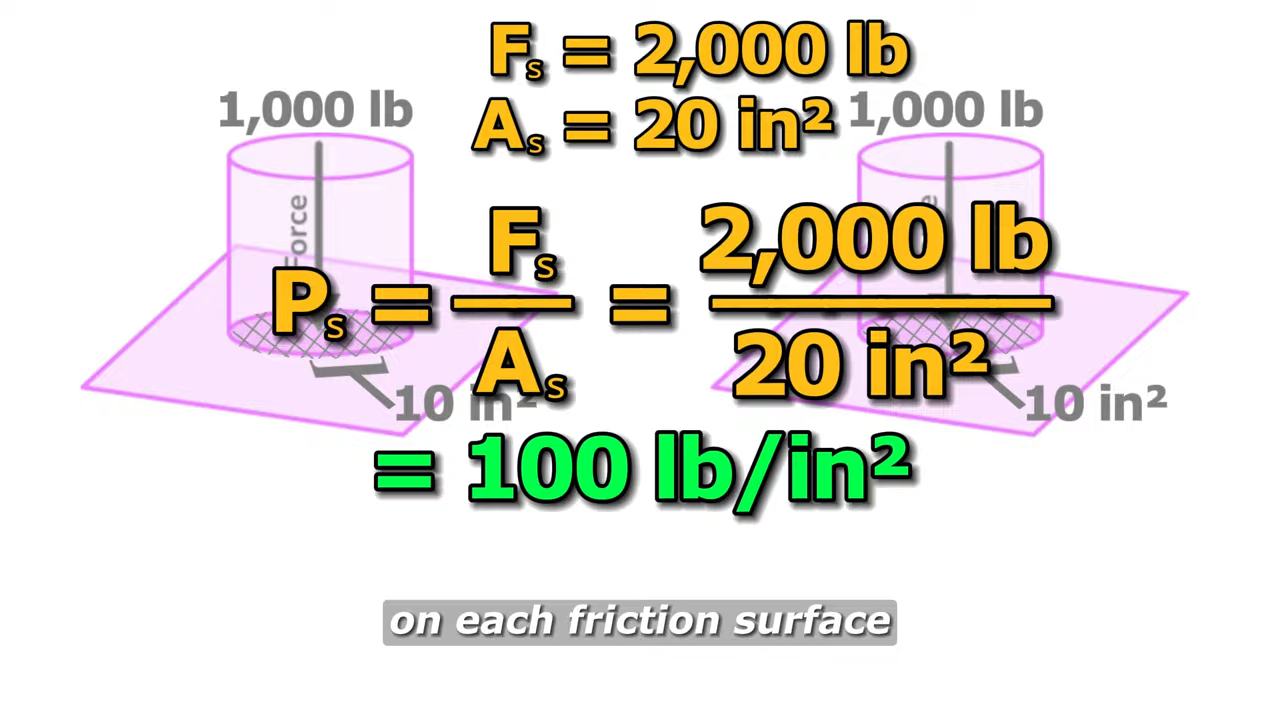 Fₛ = 2,000 lb
Aₛ = 20 in²
1,000 lb
1,000 lb
Force
Pₛ = Fₛ / Aₛ = 2,000 lb / 20 in²
10 in²
10 in²
= 100 lb/in²
on each friction surface